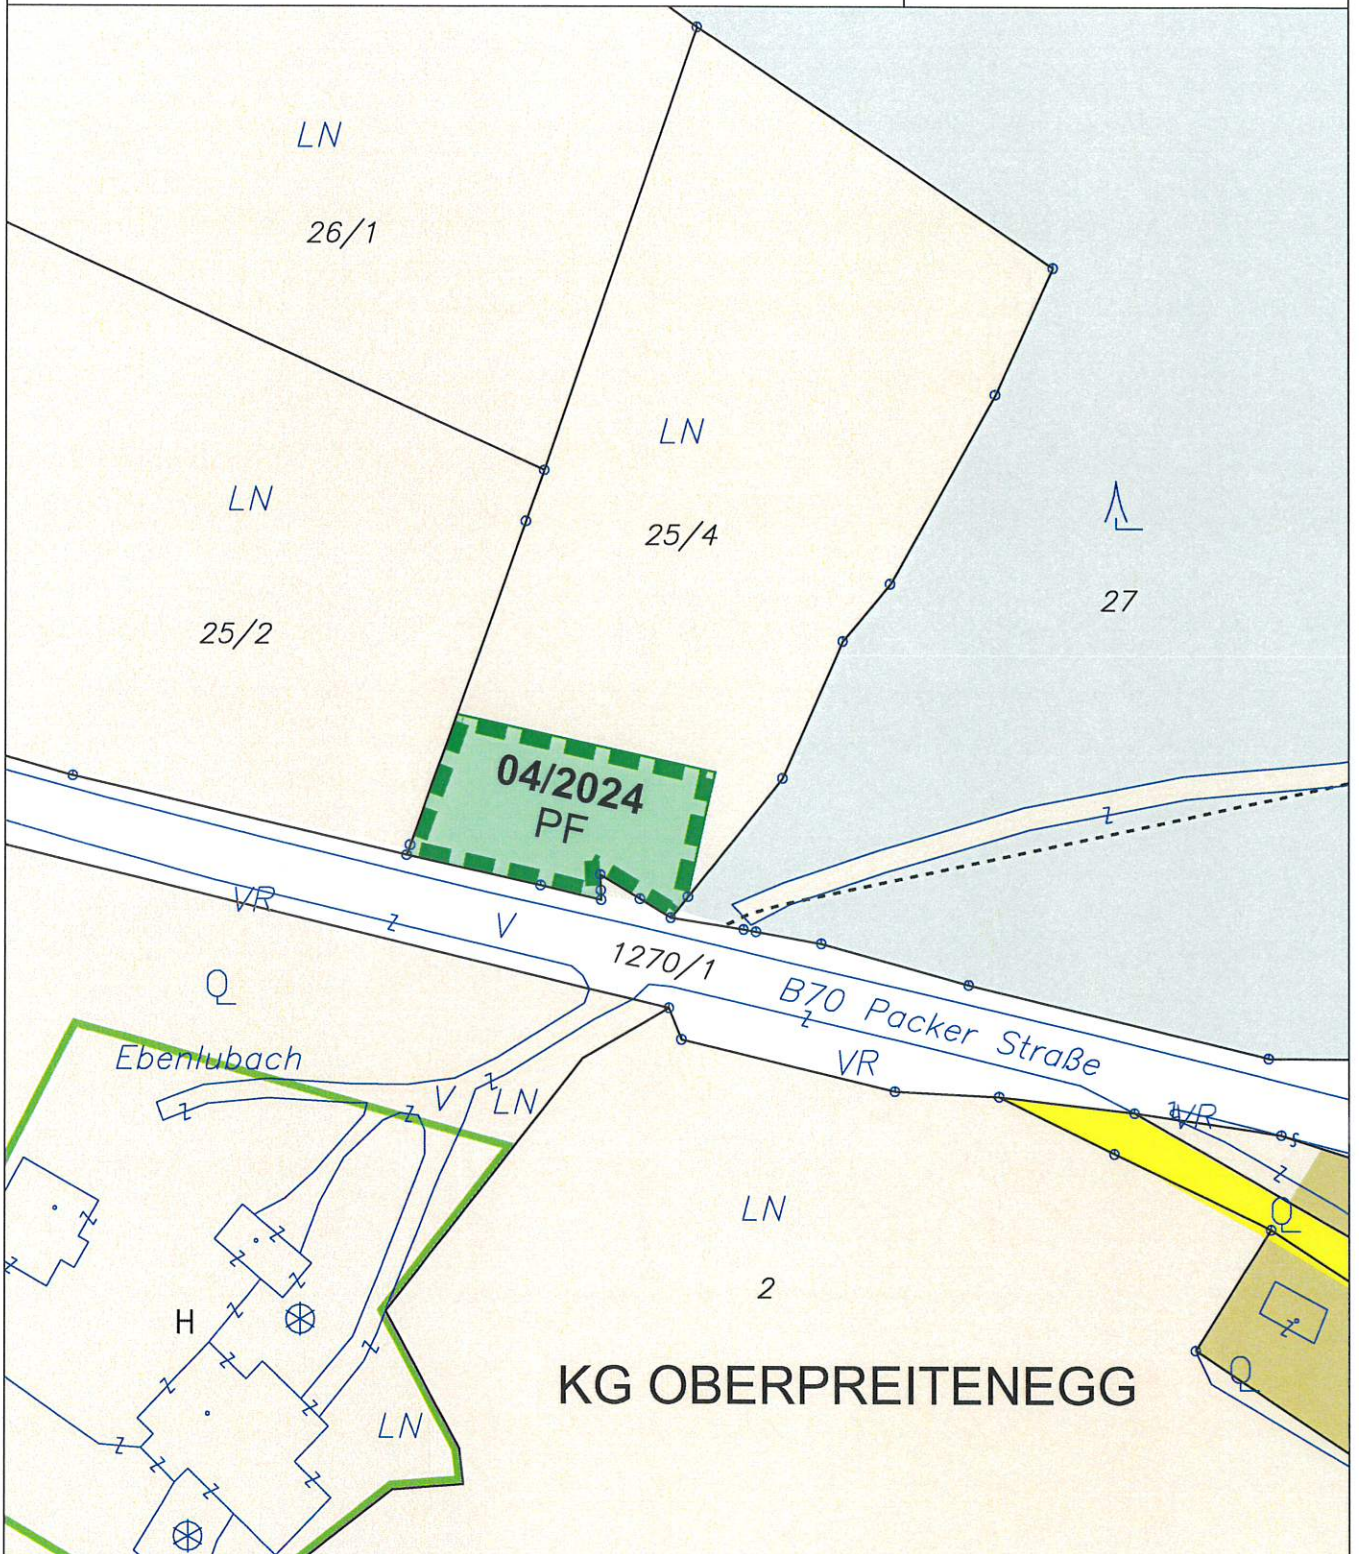 LN
26/1
LN
LN
25/4
25/2
27
04/2024
PF
VR
V
1270/1
B70 Packer Straße
VR
Ebenlubach
V
LN
VR
LN
2
H
KG OBERPREITENEGG
LN